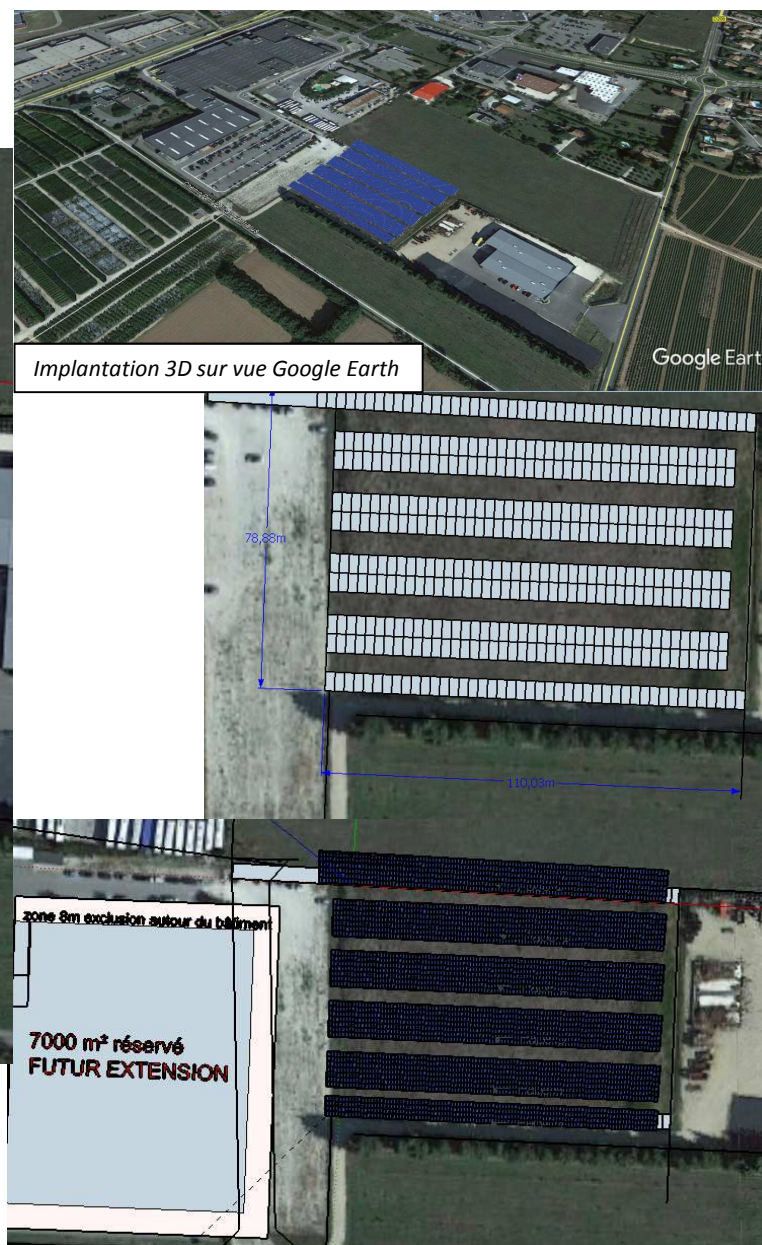 Implantation 3D sur vue Google Earth
Google Eart
78,88m
110,03m
zone 8m exclusion autour du bâtiment
7000 m² réservé
FUTUR EXTENSION